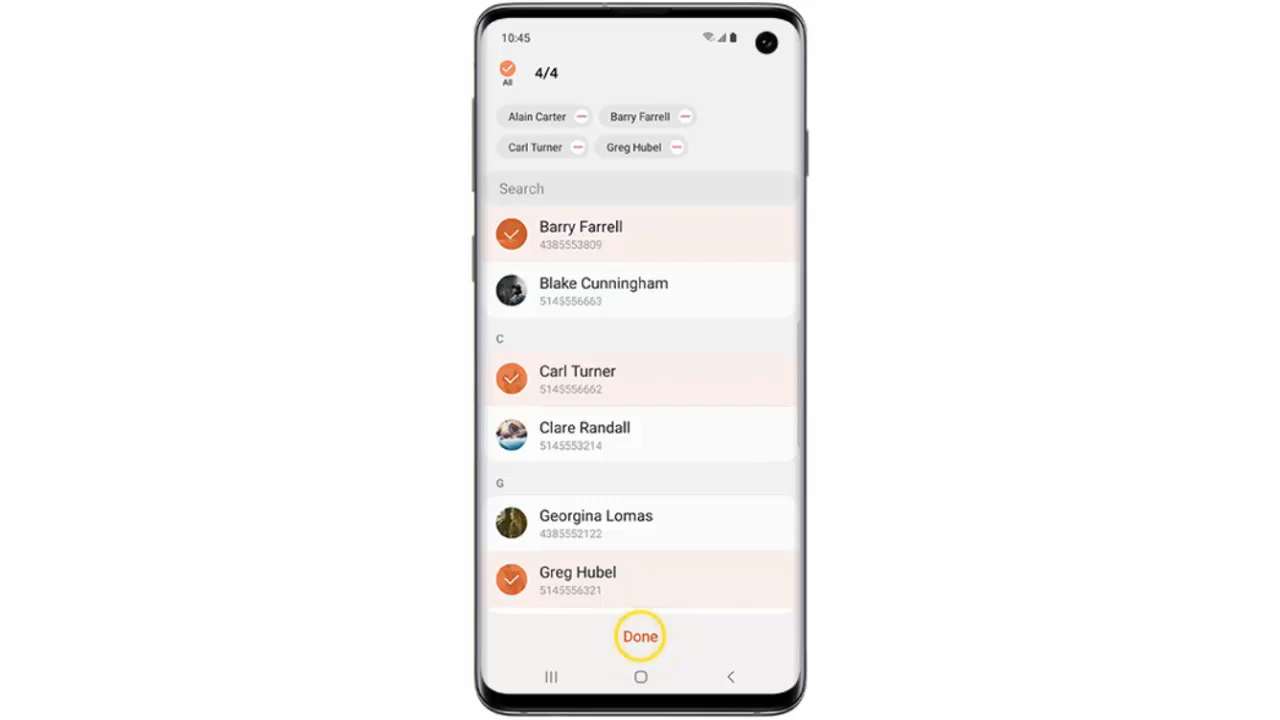 10:45
All
4/4
Alain Carter
Barry Farrell
Carl Turner
Greg Hubel
Search
Barry Farrell
4385553809
Blake Cunningham
5145556663
C
Carl Turner
5145556662
Clare Randall
5145553214
G
Georgina Lomas
4385552122
Greg Hubel
5145556321
Done